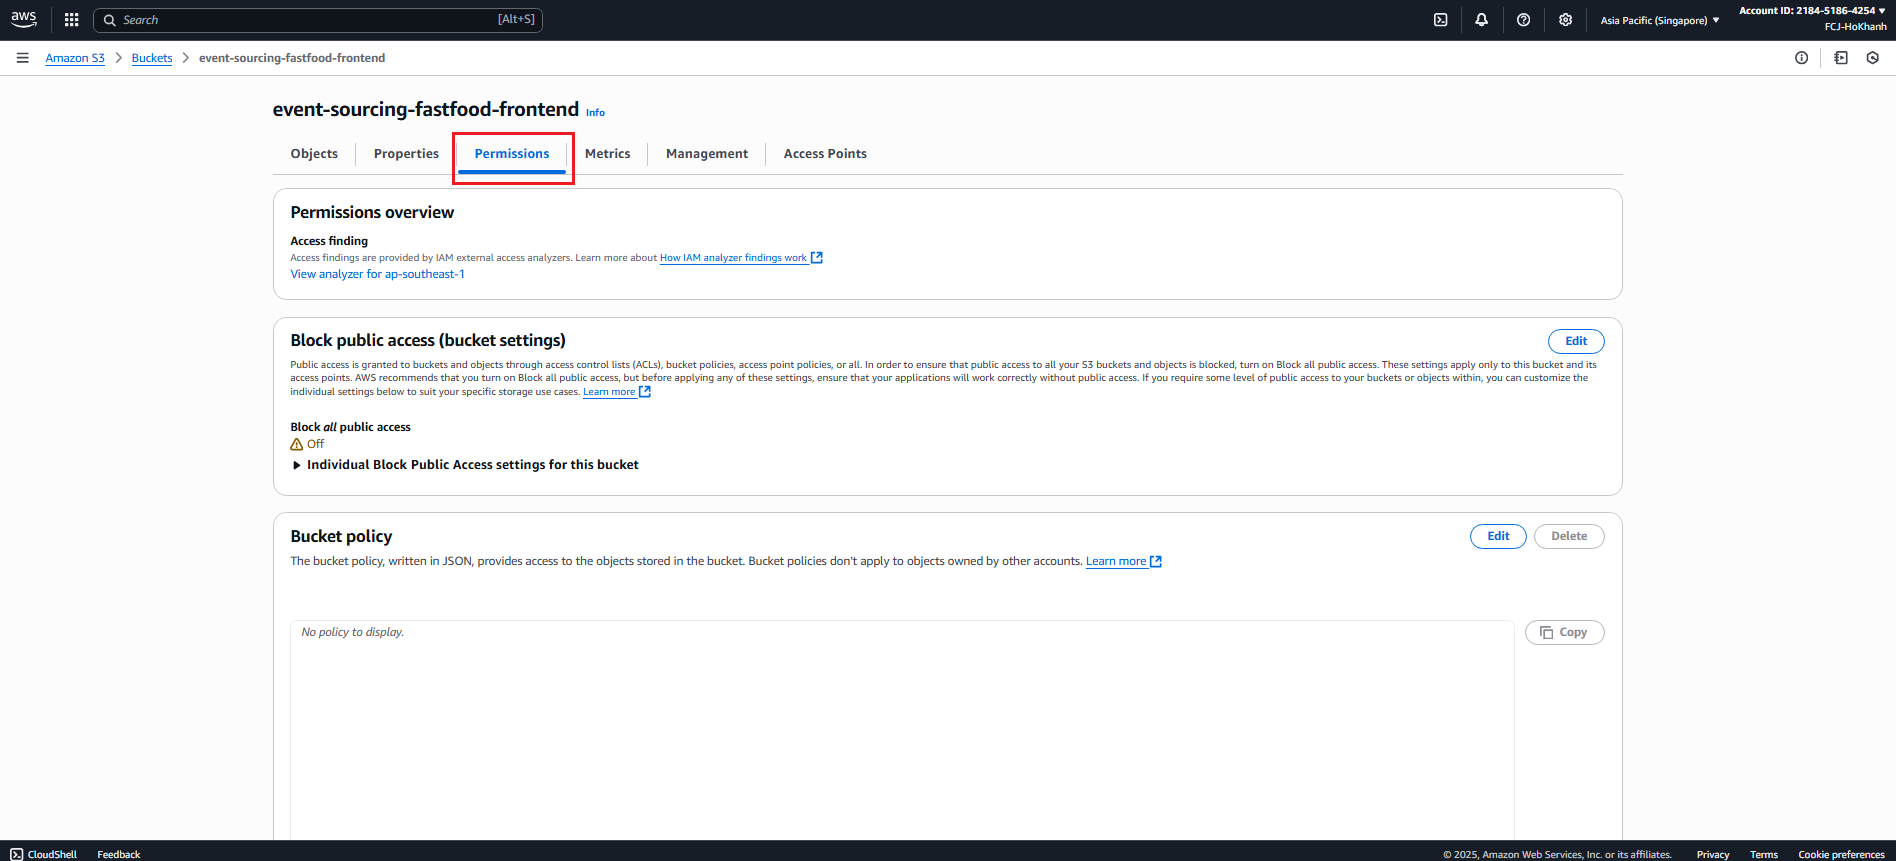 aws
Search
[Alt+S]
Asia Pacific (Singapore)
Account ID: 2184-5186-4254
FCJ-HoKhanh
Amazon S3
Buckets
event-sourcing-fastfood-frontend
event-sourcing-fastfood-frontend Info
Objects
Properties
Permissions
Metrics
Management
Access Points
Permissions overview
Access finding
Access findings are provided by IAM external access analyzers. Learn more about How IAM analyzer findings work
View analyzer for ap-southeast-1
Block public access (bucket settings)
Edit
Public access is granted to buckets and objects through access control lists (ACLs), bucket policies, access point policies, or all. In order to ensure that public access to all your S3 buckets and objects is blocked, turn on Block all public access. These settings apply only to this bucket and its
access points. AWS recommends that you turn on Block all public access, but before applying any of these settings, ensure that your applications will work correctly without public access. If you require some level of public access to your buckets or objects within, you can customize the
individual settings below to suit your specific storage use cases. Learn more
Block all public access
Off
Individual Block Public Access settings for this bucket
Bucket policy
Edit
Delete
The bucket policy, written in JSON, provides access to the objects stored in the bucket. Bucket policies don't apply to objects owned by other accounts. Learn more
No policy to display.
Copy
CloudShell
Feedback
© 2025, Amazon Web Services, Inc. or its affiliates.
Privacy
Terms
Cookie preferences